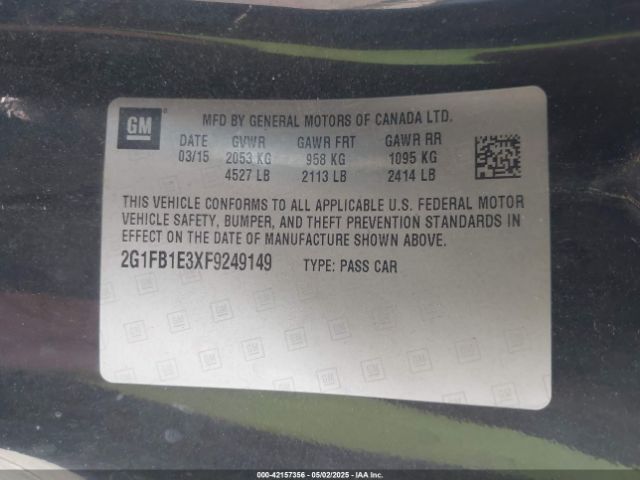 GM
MFD BY GENERAL MOTORS OF CANADA LTD.
DATE GVWR GAWR FRT GAWR RR
03/15 2053 KG 958 KG 1095 KG
4527 LB 2113 LB 2414 LB
THIS VEHICLE CONFORMS TO ALL APPLICABLE U.S. FEDERAL MOTOR
VEHICLE SAFETY, BUMPER, AND THEFT PREVENTION STANDARDS IN
EFFECT ON THE DATE OF MANUFACTURE SHOWN ABOVE.
2G1FB1E3XF9249149 TYPE: PASS CAR
000-42157356 - 05/02/2025 - IAA Inc.